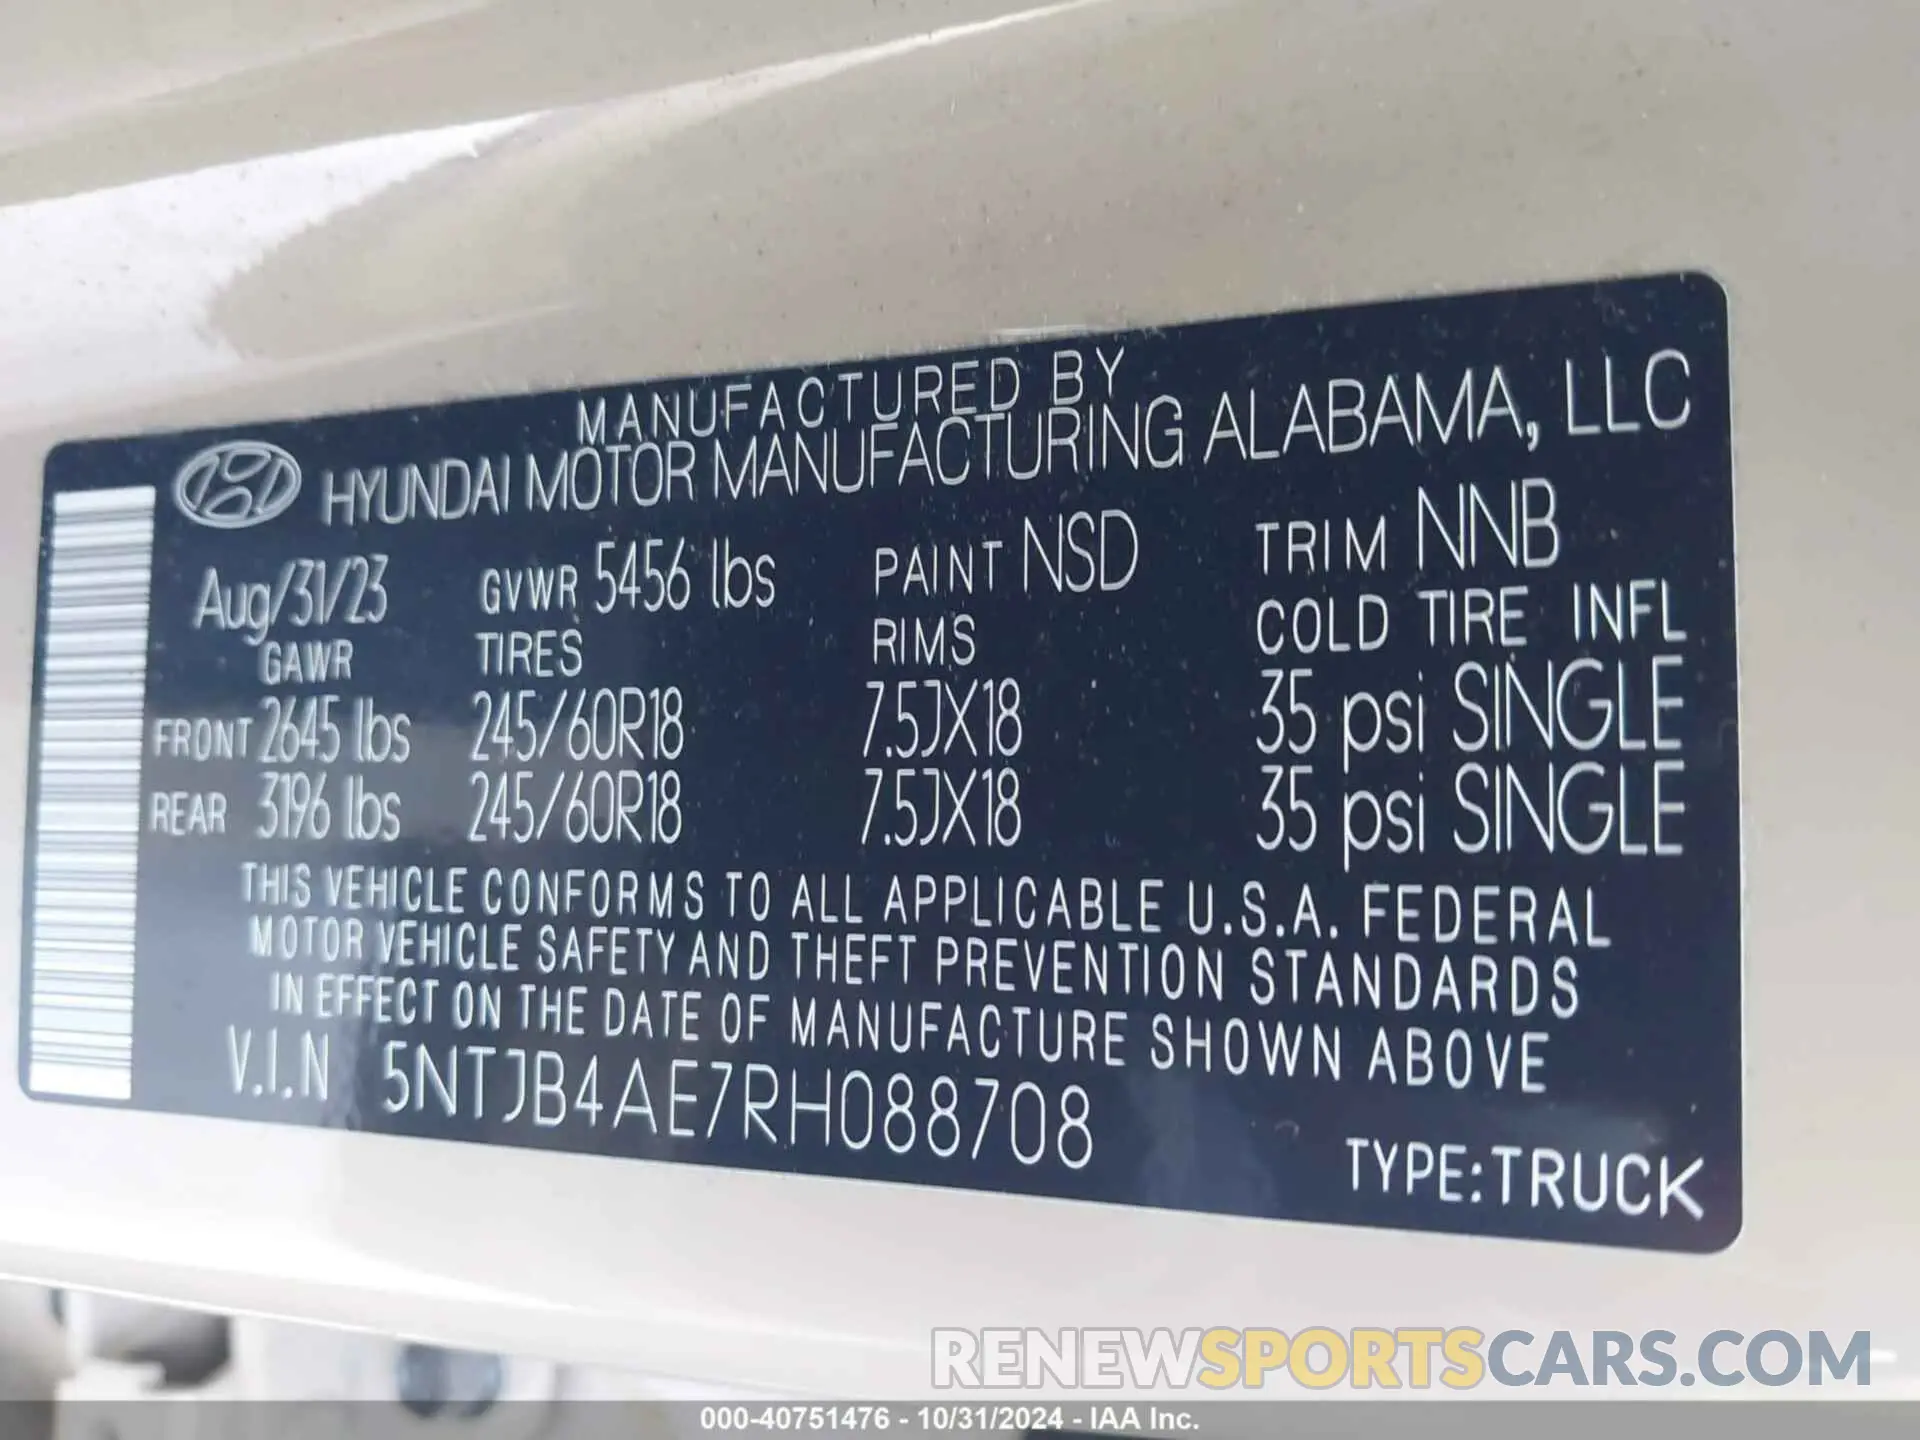 MANUFACTURED BY
HYUNDAI MOTOR MANUFACTURING ALABAMA, LLC
Aug/31/23 GVWR 5456 lbs PAINT NSD TRIM NNB
GAWR TIRES RIMS COLD TIRE INFL
FRONT 2645 lbs 245/60R18 7.5JX18 35 psi SINGLE
REAR 3196 lbs 245/60R18 7.5JX18 35 psi SINGLE
THIS VEHICLE CONFORMS TO ALL APPLICABLE U.S.A. FEDERAL
MOTOR VEHICLE SAFETY AND THEFT PREVENTION STANDARDS
IN EFFECT ON THE DATE OF MANUFACTURE SHOWN ABOVE
V.I.N 5NTJB4AE7RH088708
TYPE:TRUCK
RENEWSPORTSCARS.COM
000-40751476 - 10/31/2024 - IAA Inc.